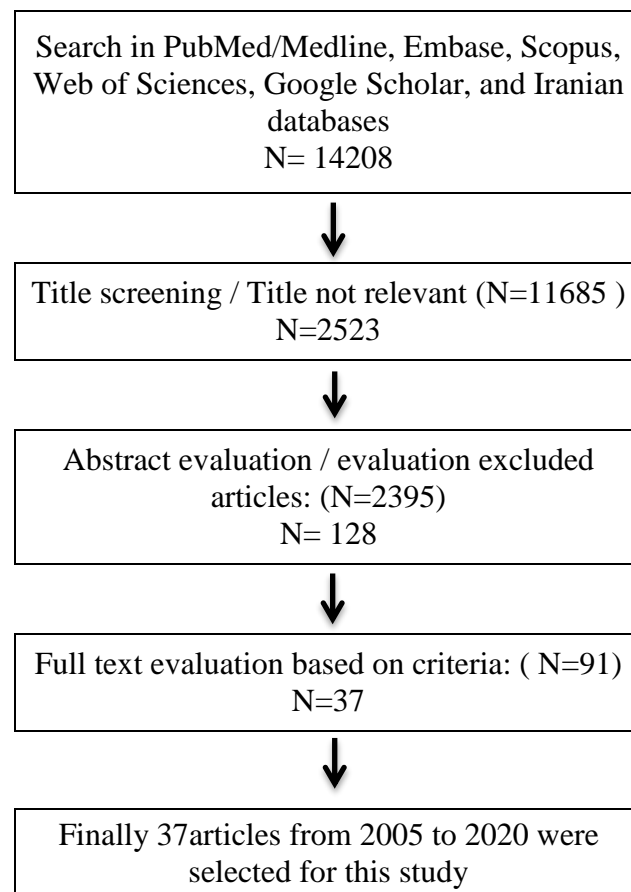 Search in PubMed/Medline, Embase, Scopus,
Web of Sciences, Google Scholar, and Iranian
databases
N= 14208
Title screening / Title not relevant (N=11685 )
N=2523
Abstract evaluation / evaluation excluded
articles: (N=2395)
N= 128
Full text evaluation based on criteria: ( N=91)
N=37
Finally 37articles from 2005 to 2020 were
selected for this study